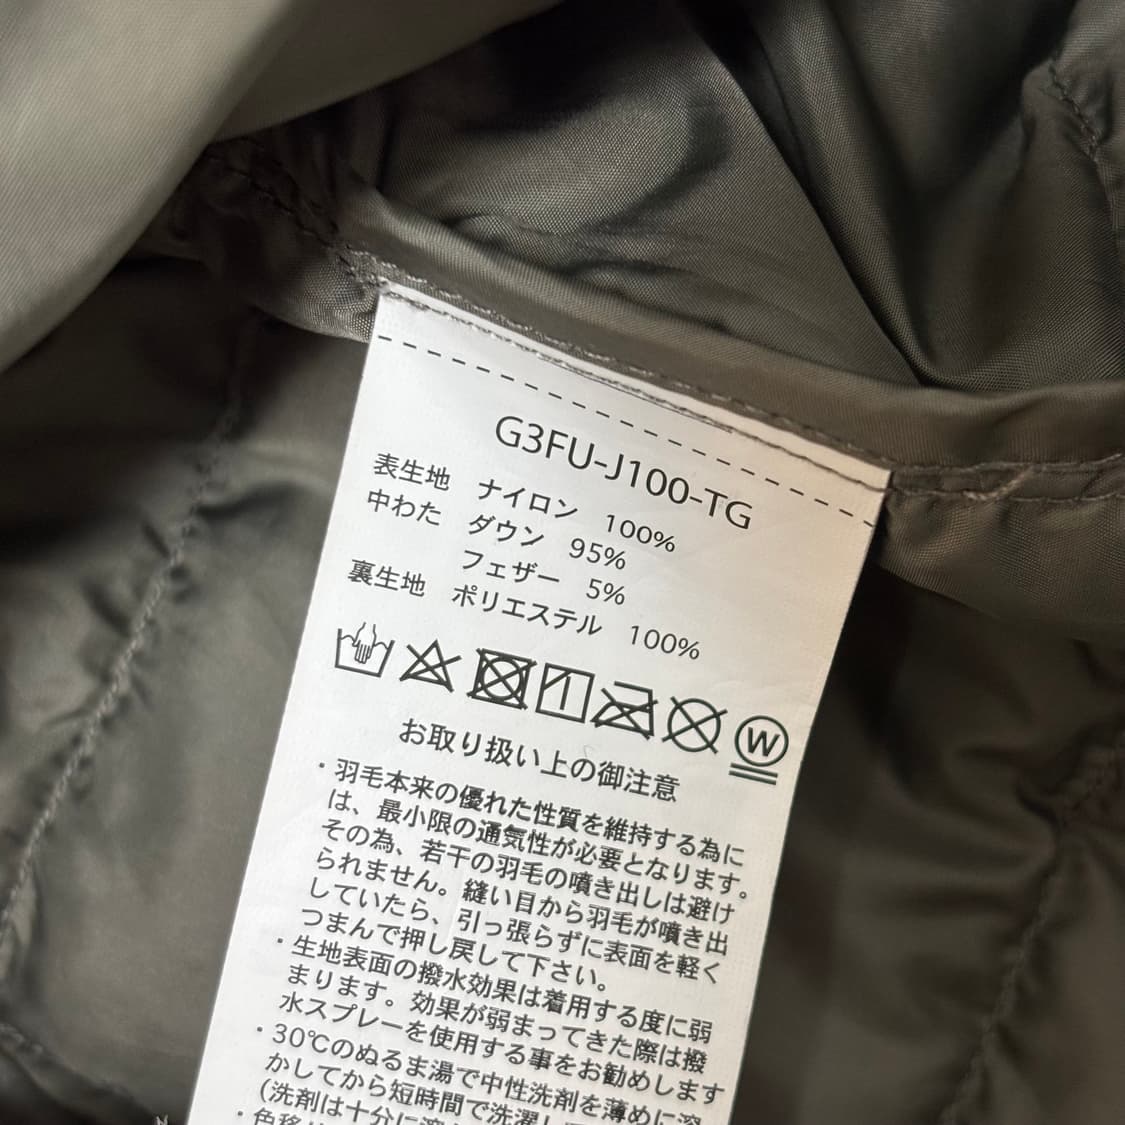 G3FU-J100-TG
表生地 ナイロン 100%
中わた ダウン 95%
フェザー 5%
裏生地 ポリエステル 100%
W
お取り扱い上の御注意
・羽毛本来の優れた性質を維持する為に
は、最小限の通気性が必要となります。
その為、若干の羽毛の噴き出しは避け
られません。縫い目から羽毛が噴き出
していたら、引っ張らずに表面を軽く
つまんで押し戻して下さい。
・生地表面の撥水効果は着用する度に弱
まります。効果が弱まってきた際は撥
水スプレーを使用する事をお勧めします
・30℃のぬるま湯で中性洗剤を薄めに溶
かしてから短時間で洗濯し
(洗剤は十分に溶
・色移り